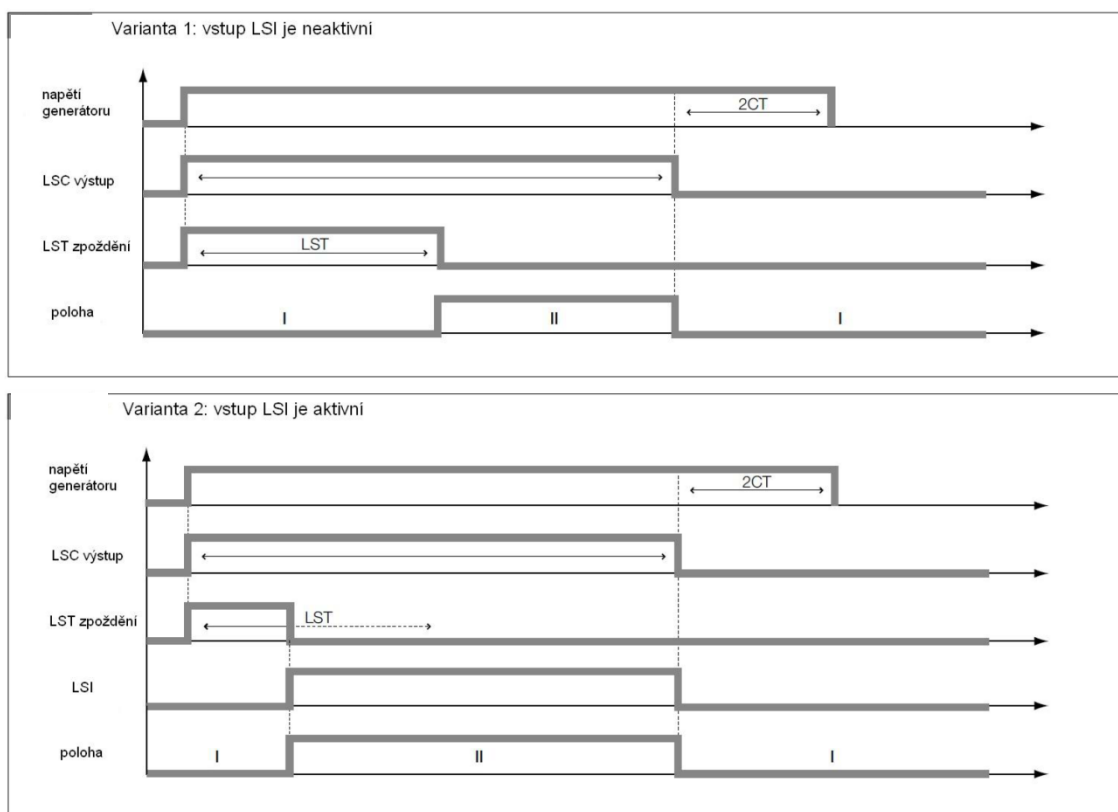 Varianta 1: vstup LSI je neaktivní
napětí
generátoru
2CT
LSC výstup
LST zpoždění
LST
poloha
I
II
I
Varianta 2: vstup LSI je aktivní
napětí
generátoru
2CT
LSC výstup
LST zpoždění
LST
LSI
poloha
I
II
I